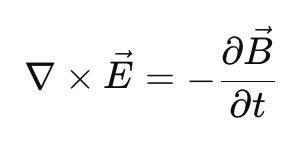 ∇ × E⃗ = − ∂B⃗ / ∂t